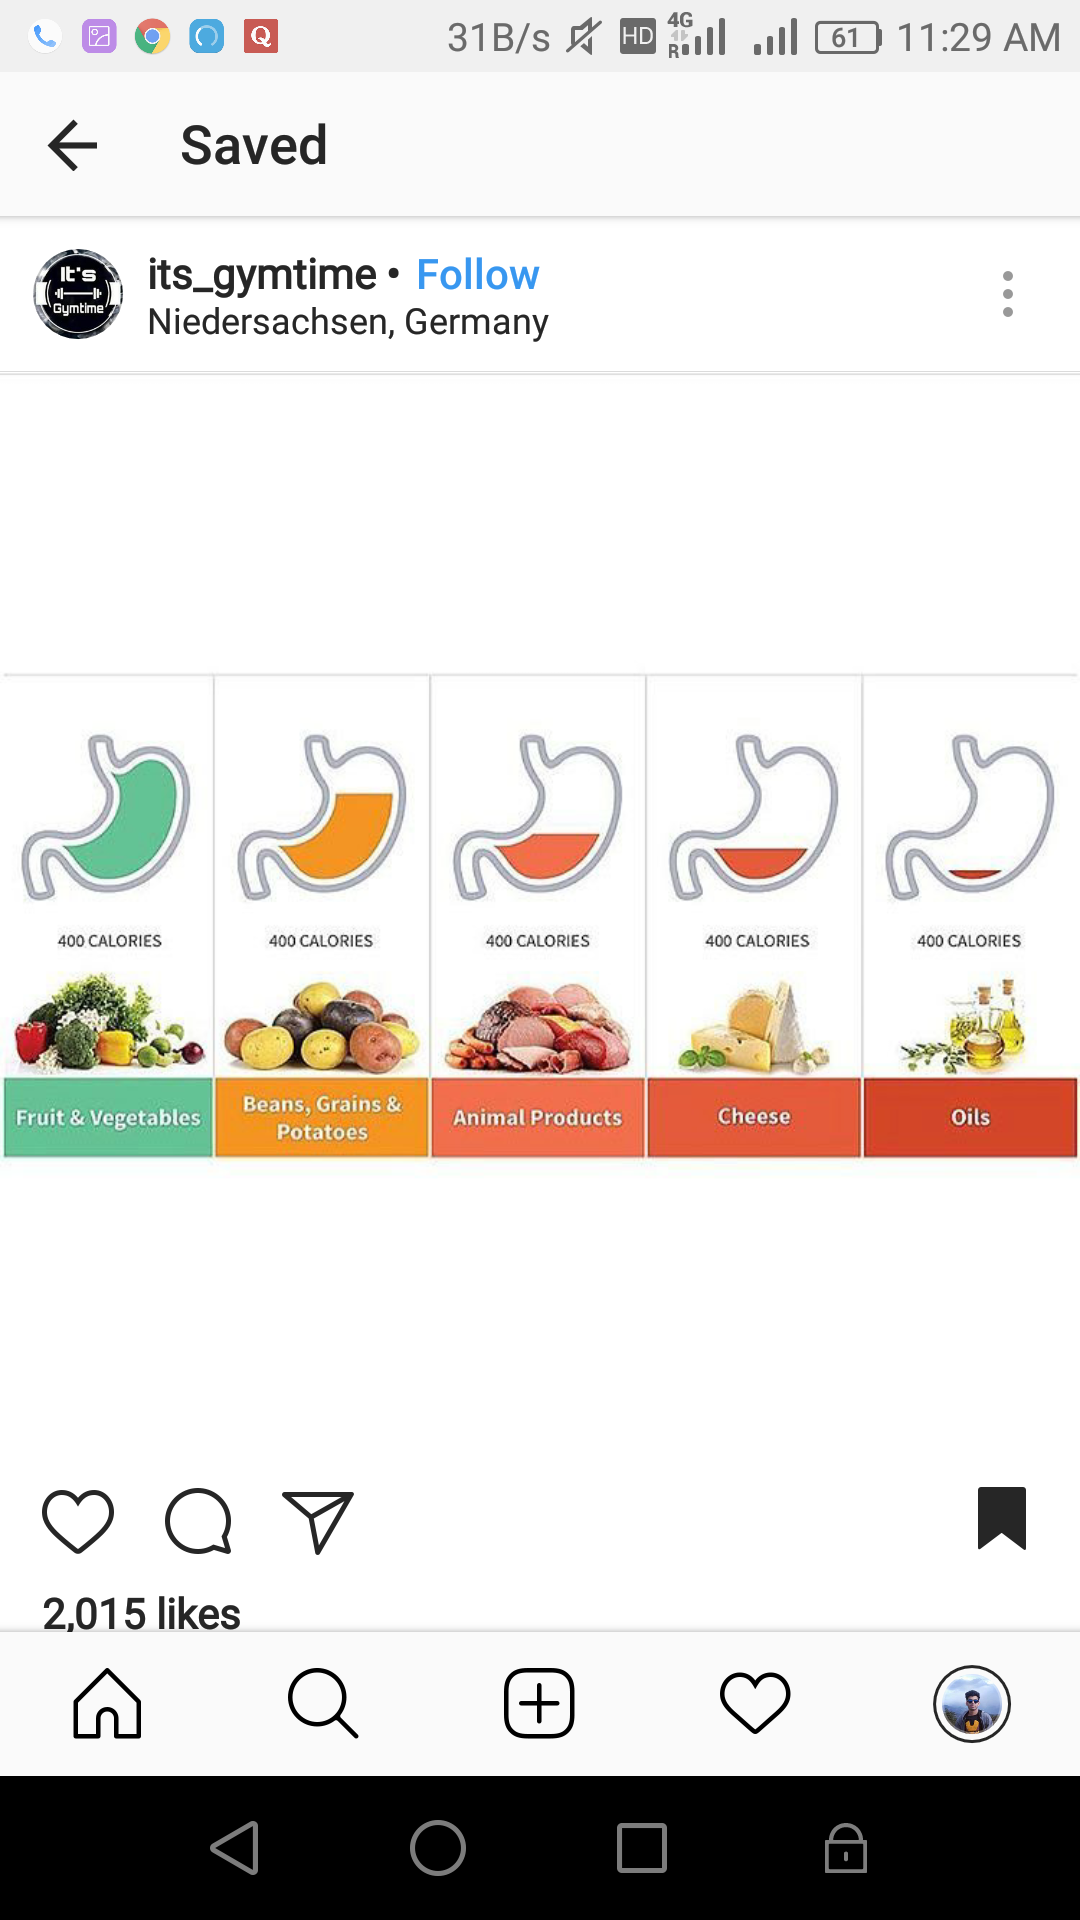 31B/s HD 4G R 61 11:29 AM
Saved
It's
Gymtime
its_gymtime • Follow
Niedersachsen, Germany
400 CALORIES 400 CALORIES 400 CALORIES 400 CALORIES 400 CALORIES
Fruit & Vegetables
Beans, Grains &
Potatoes
Animal Products
Cheese
Oils
2,015 likes